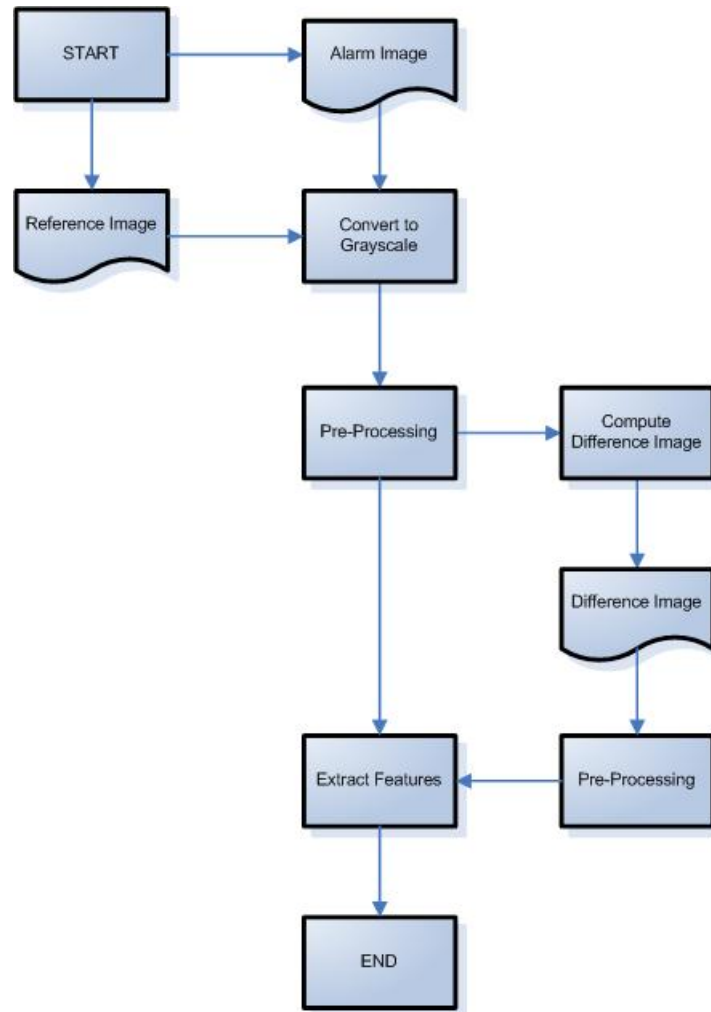 START
Alarm Image
Reference Image
Convert to
Grayscale
Pre-Processing
Compute
Difference Image
Difference Image
Extract Features
Pre-Processing
END